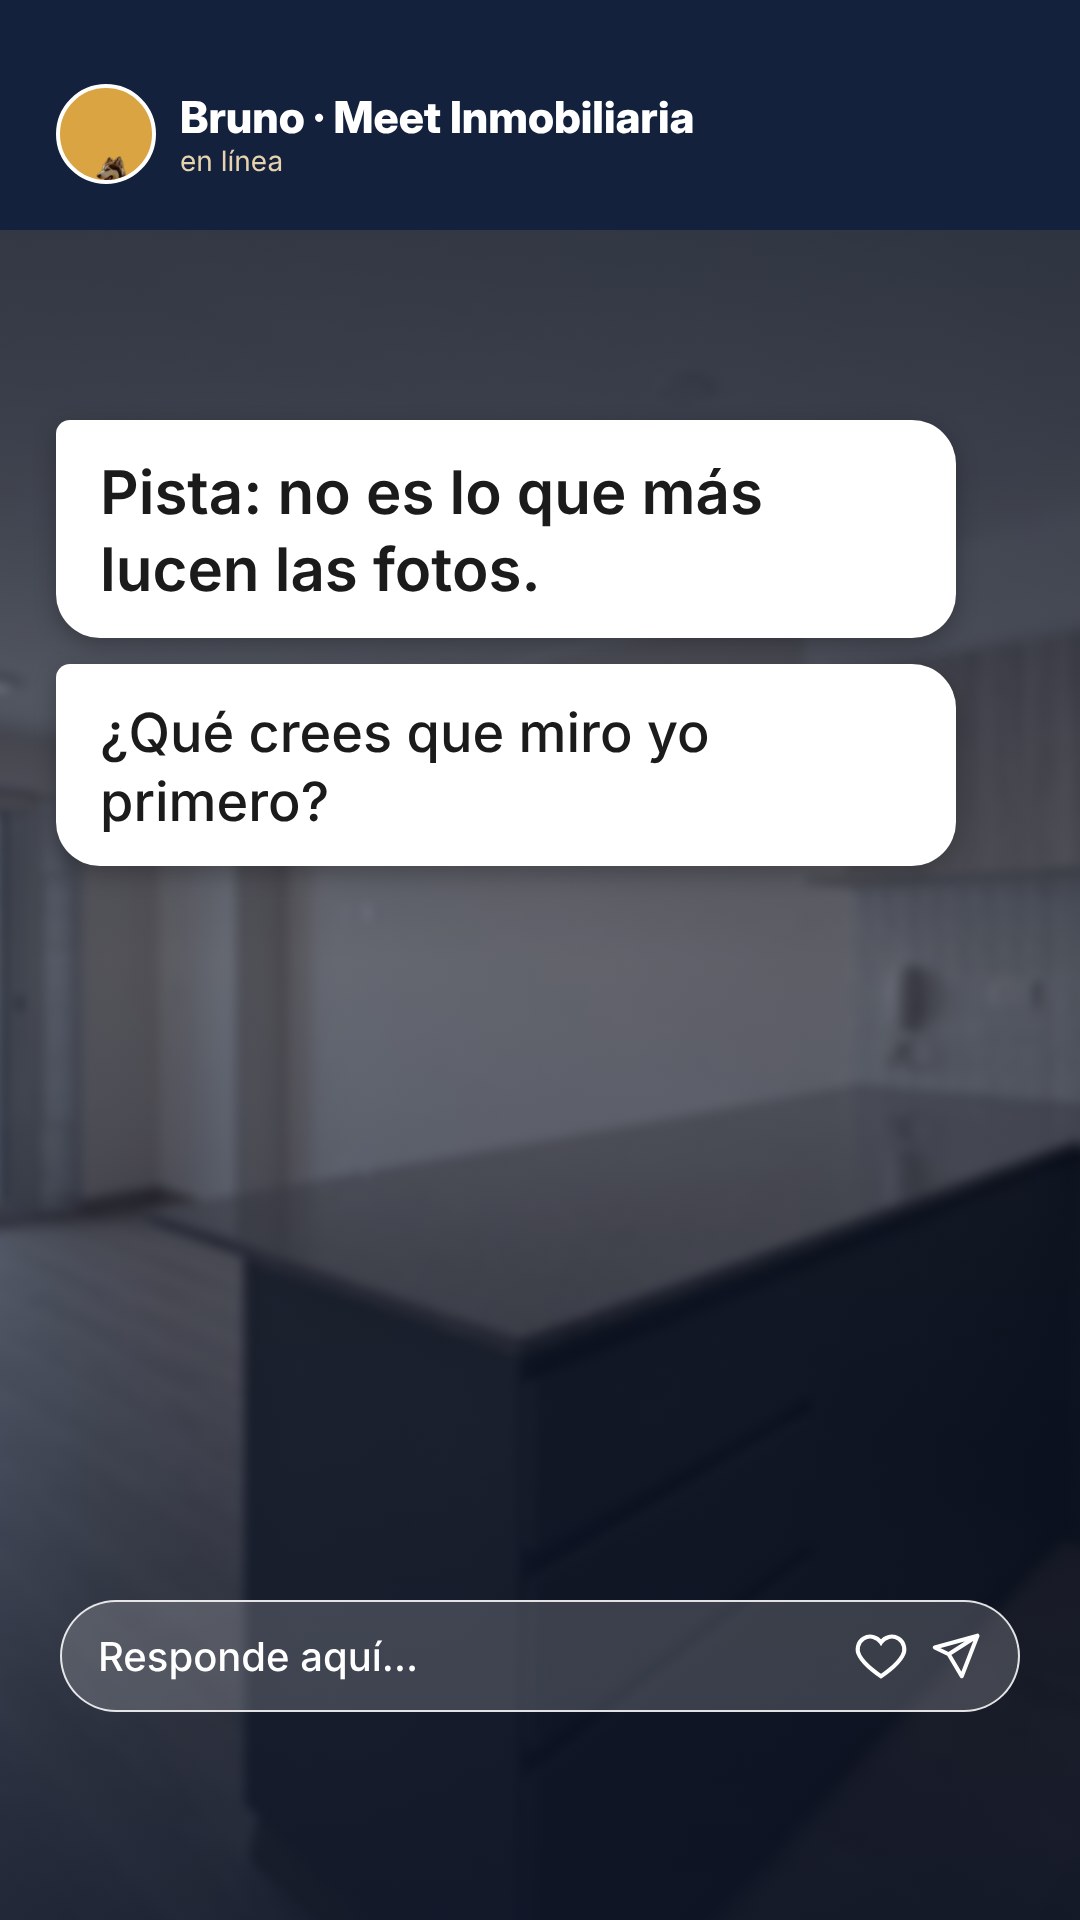 Bruno · Meet Inmobiliaria
en línea
Pista: no es lo que más
lucen las fotos.
¿Qué crees que miro yo
primero?
Responde aquí...